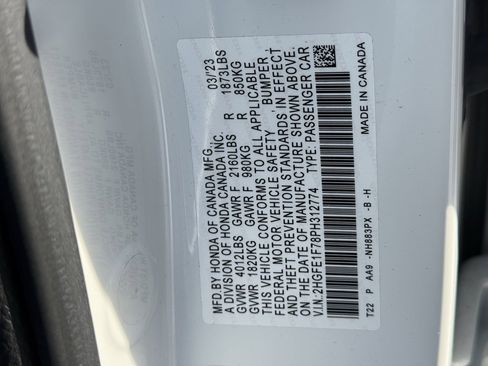 MFD.BY HONDA OF CANADA MFG. 03/'23
A DIVISION OF HONDA CANADA INC.
GVWR 4012LBS GAWR F 2160LBS R 1873LBS
GVWR 1820KG GAWR F 980KG R 850KG
THIS VEHICLE CONFORMS TO ALL APPLICABLE
FEDERAL MOTOR VEHICLE SAFETY , BUMPER ,
AND THEFT PREVENTION STANDARDS IN EFFECT
ON THE DATE OF MANUFACTURE SHOWN ABOVE.
V.I.N:2HGFE1F78PH312774 TYPE:PASSENGER CAR
T22 P AA9 -NH883PX -B -H MADE IN CANADA